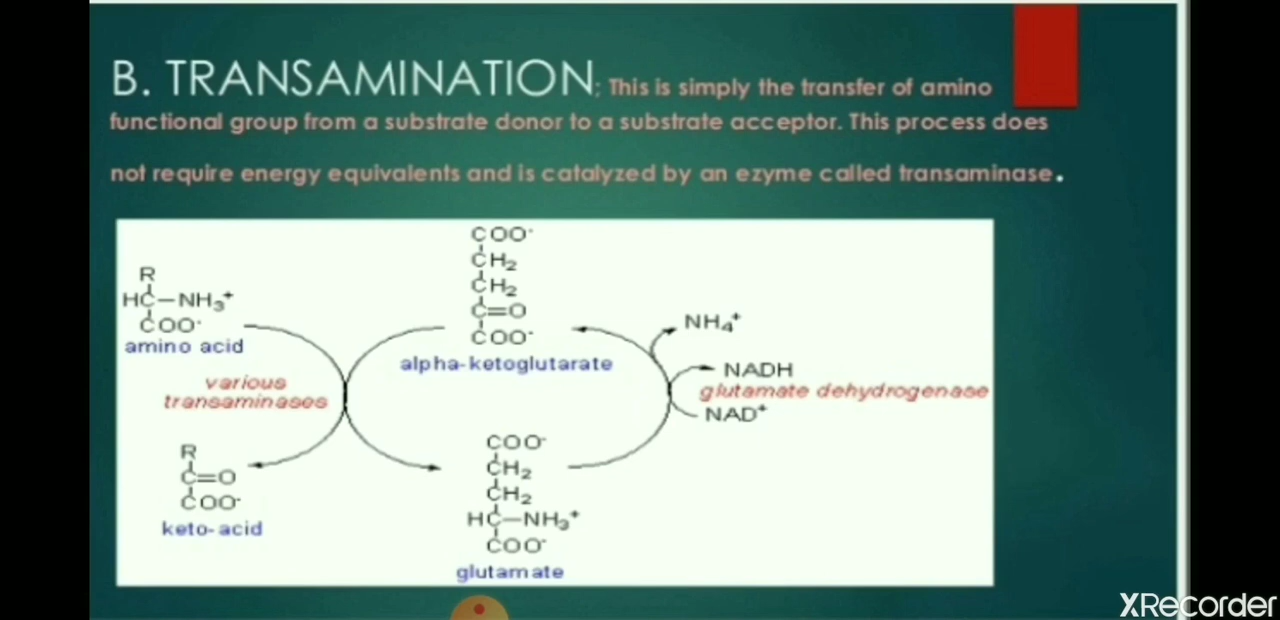 B. TRANSAMINATION; This is simply the transfer of amino
functional group from a substrate donor to a substrate acceptor. This process does
not require energy equivalents and is catalyzed by an ezyme called transaminase.
R
HC–NH₃⁺
COO⁻
amino acid
various
transaminases
R
C=O
COO⁻
keto-acid
COO⁻
CH₂
CH₂
C=O
COO⁻
alpha-ketoglutarate
COO⁻
CH₂
CH₂
HC–NH₃⁺
COO⁻
glutamate
NH₄⁺
NADH
glutamate dehydrogenase
NAD⁺
XRecorder